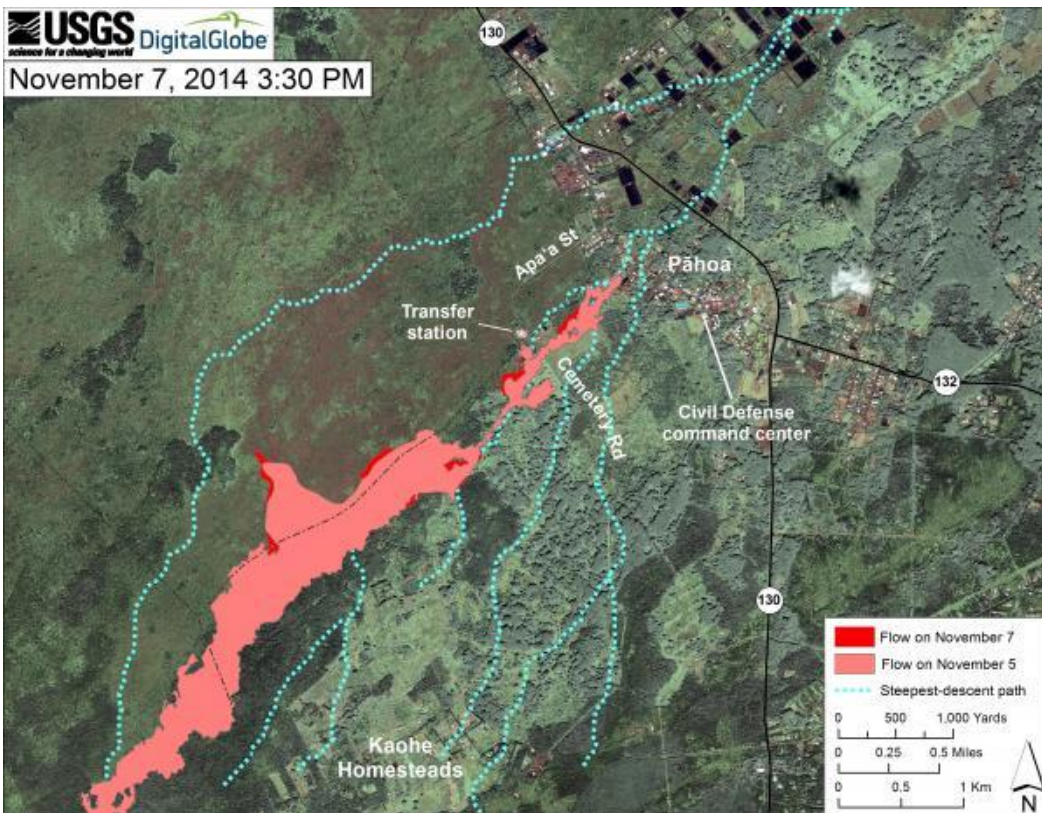 USGS
science for a changing world
DigitalGlobe
November 7, 2014 3:30 PM
130
Apa'a St
Pāhoa
Transfer
station
Cemetery Rd
132
Civil Defense
command center
130
Kaohe
Homesteads
Flow on November 7
Flow on November 5
Steepest-descent path
0 500 1,000 Yards
0 0.25 0.5 Miles
0 0.5 1 Km
N